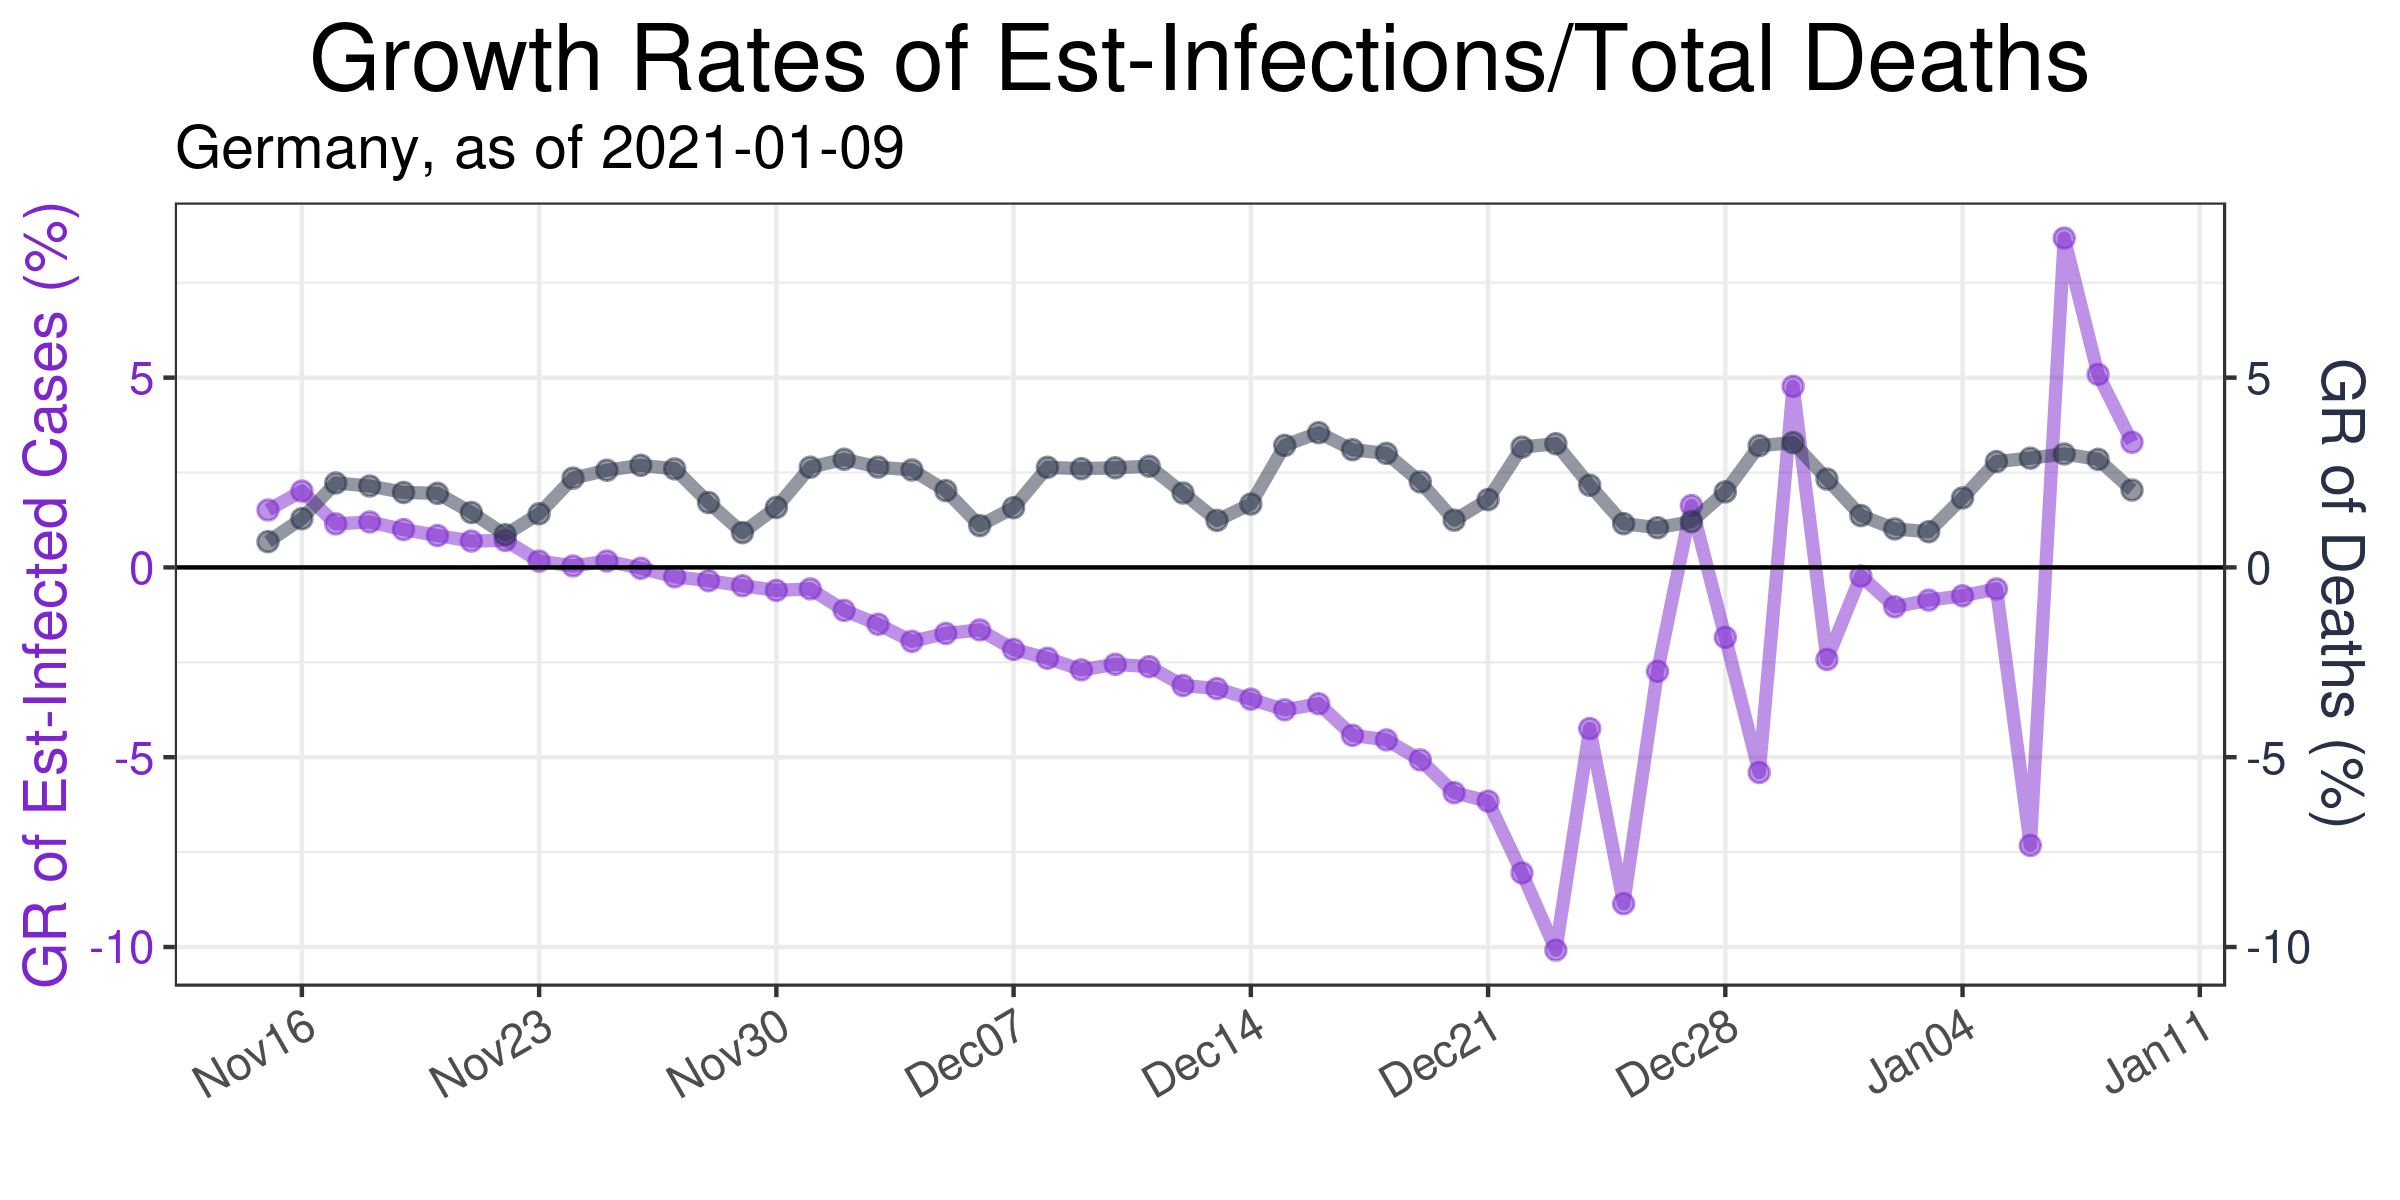 Growth Rates of Est-Infections/Total Deaths
Germany, as of 2021-01-09
GR of Est-Infected Cases (%)
5
0
-5
-10
5
0
-5
-10
GR of Deaths (%)
Nov16
Nov23
Nov30
Dec07
Dec14
Dec21
Dec28
Jan04
Jan11